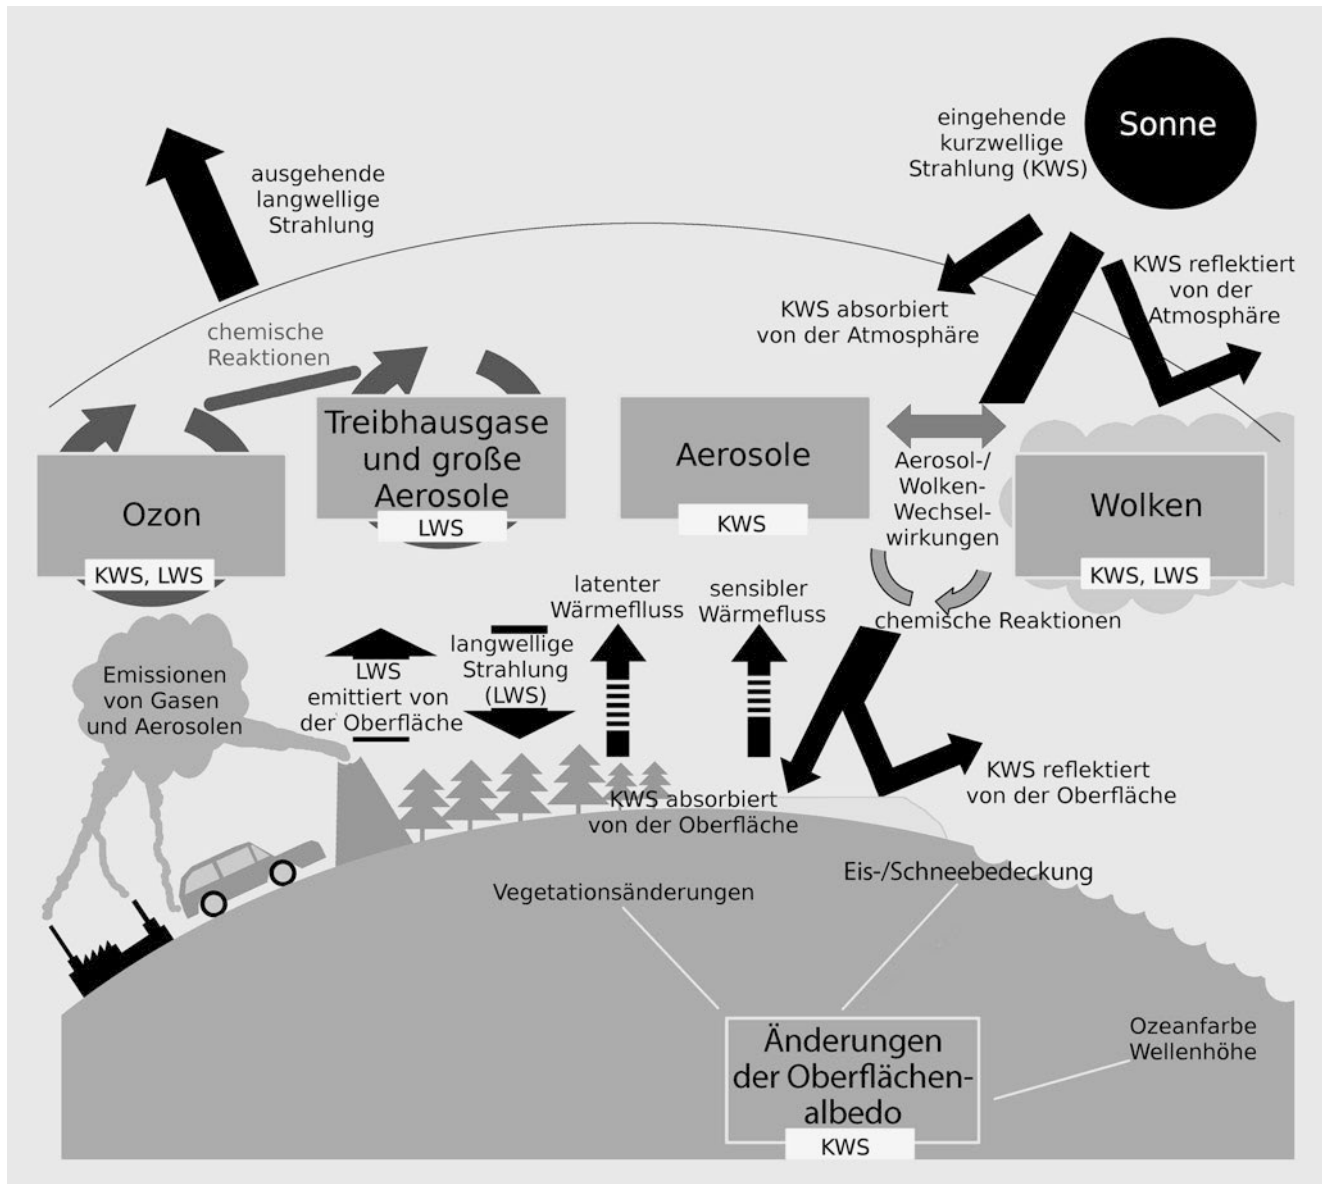 Sonne
eingehende
kurzwellige
Strahlung (KWS)
ausgehende
langwellige
Strahlung
KWS reflektiert
von der
Atmosphäre
KWS absorbiert
von der Atmosphäre
chemische
Reaktionen
Treibhausgase
und große
Aerosole
LWS
Aerosole
KWS
Aerosol-/
Wolken-
Wechsel-
wirkungen
Wolken
KWS, LWS
Ozon
KWS, LWS
latenter
Wärmeflluss
sensibler
Wärmefluss
chemische Reaktionen
Emissionen
von Gasen
und Aerosolen
LWS
emittiert von
der Oberfläche
langwellige
Strahlung
(LWS)
KWS reflektiert
von der Oberfläche
KWS absorbiert
von der Oberfläche
Vegetationsänderungen
Eis-/Schneebedeckung
Ozeanfarbe
Wellenhöhe
Änderungen
der Oberflächen-
albedo
KWS